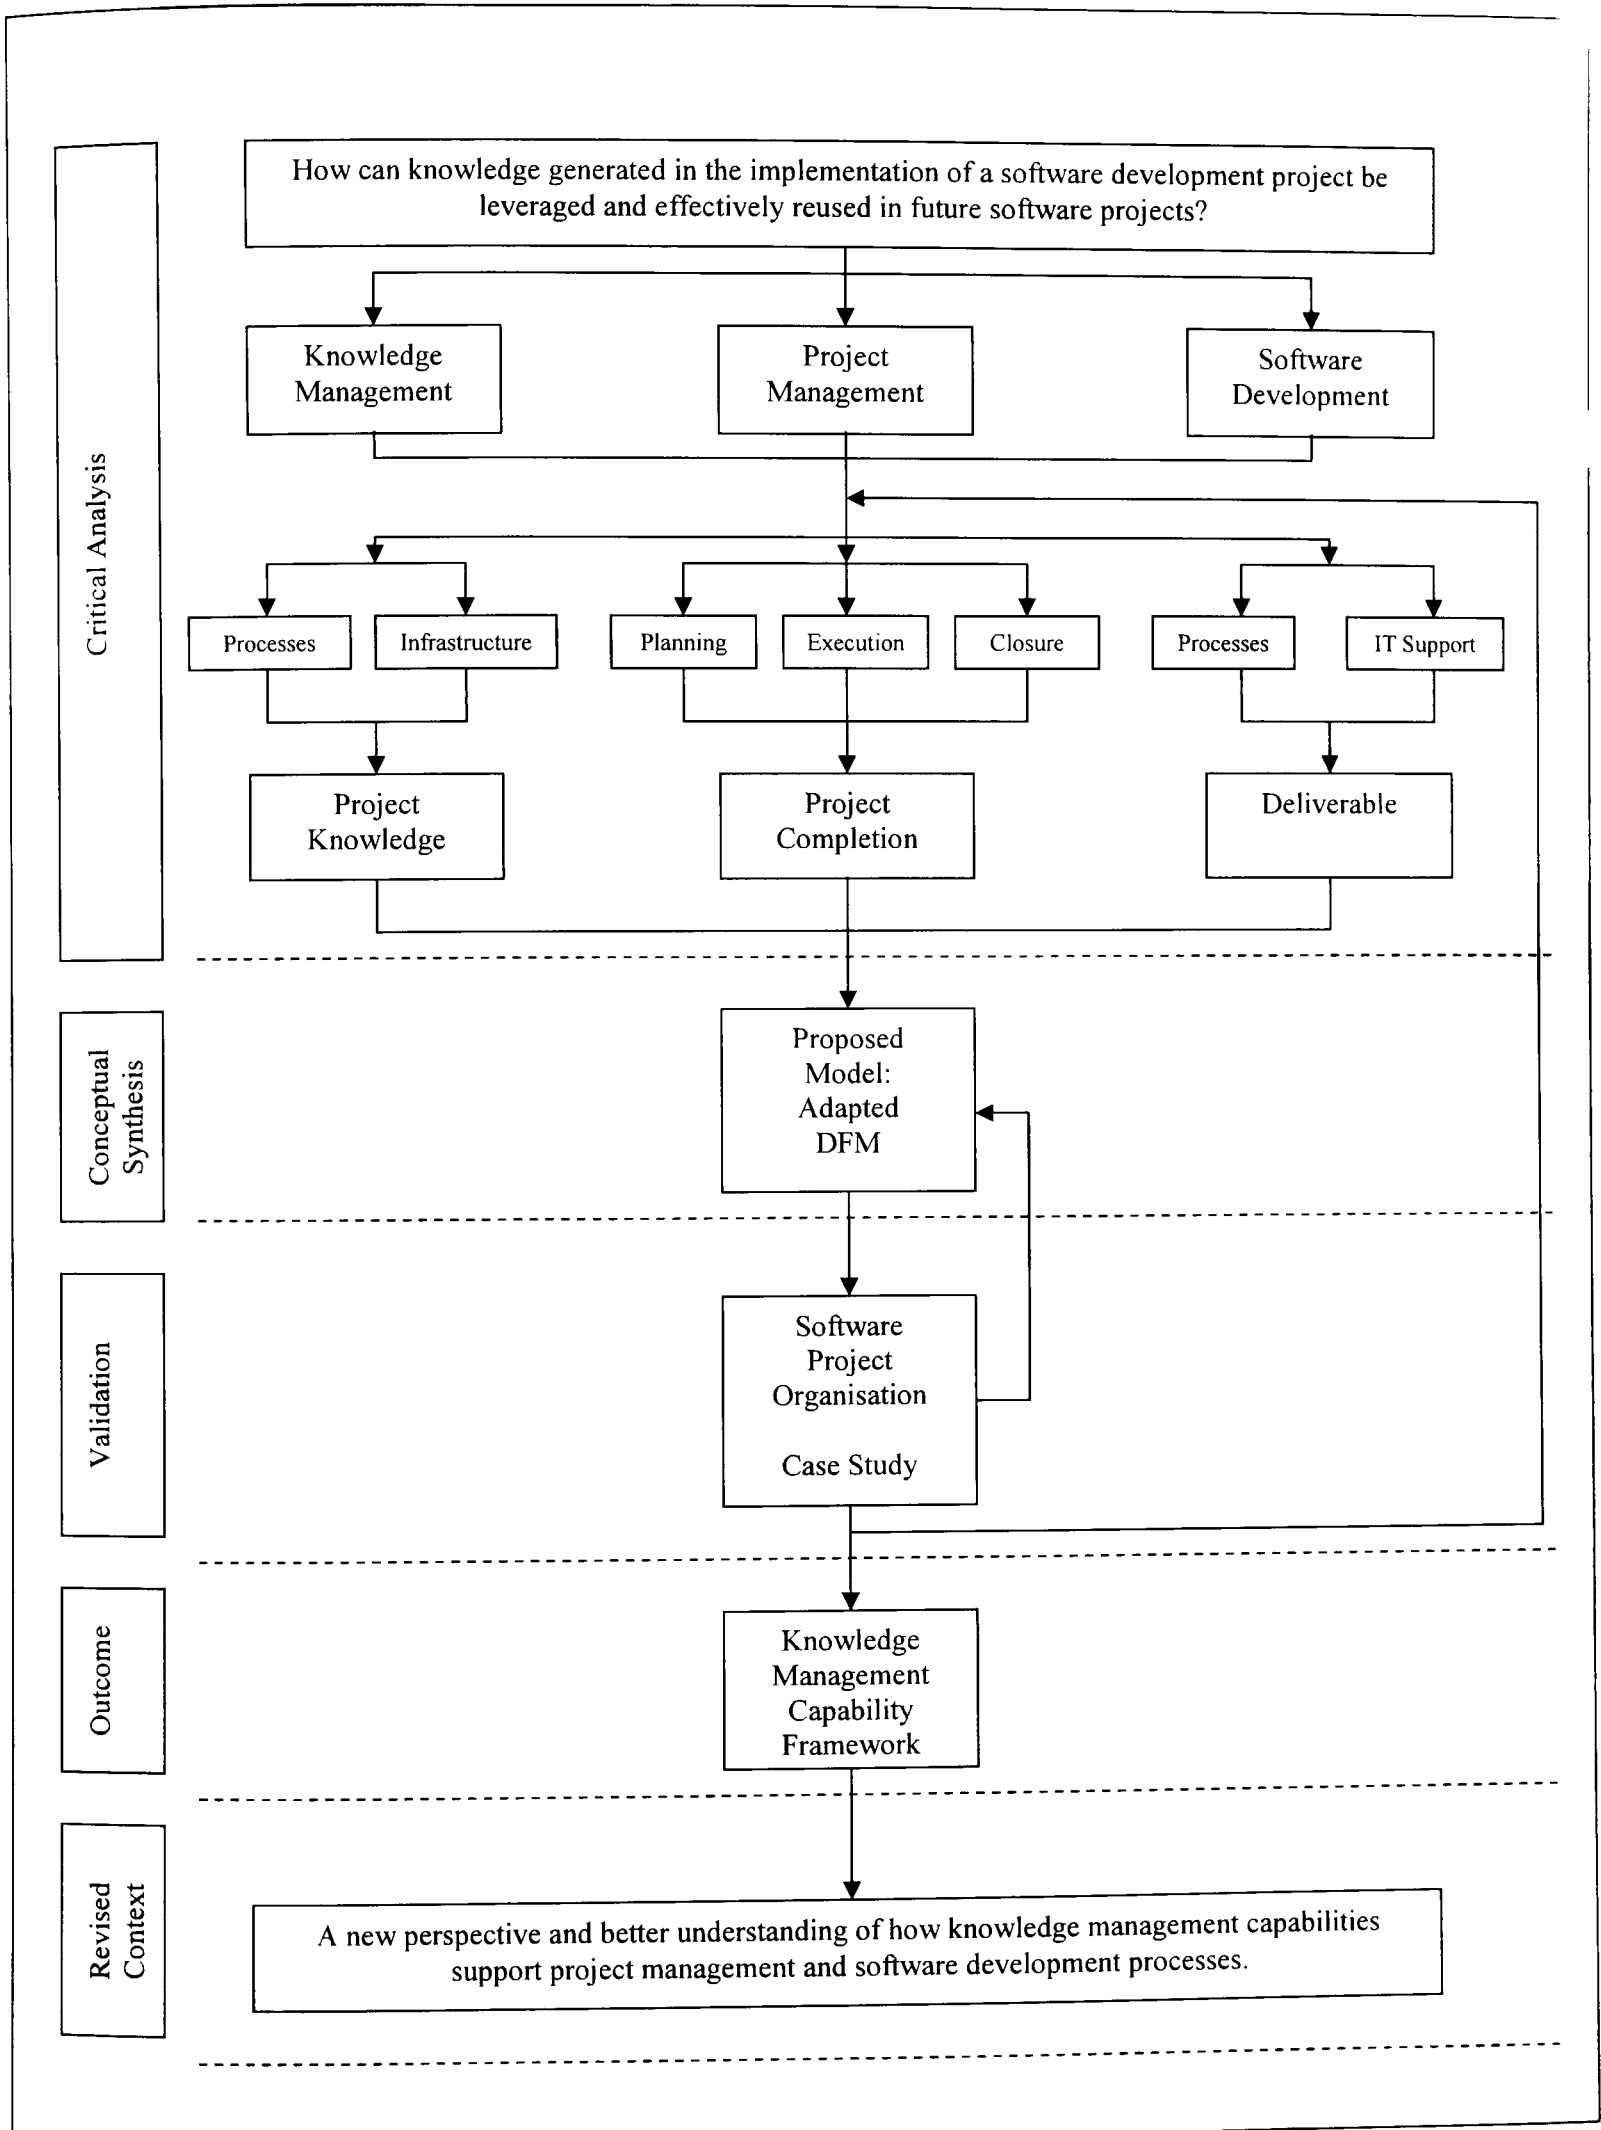 How can knowledge generated in the implementation of a software development project be
leveraged and effectively reused in future software projects?
Critical Analysis
Knowledge
Management
Project
Management
Software
Development
Processes
Infrastructure
Planning
Execution
Closure
Processes
IT Support
Project
Knowledge
Project
Completion
Deliverable
Conceptual
Synthesis
Proposed
Model:
Adapted
DFM
Validation
Software
Project
Organisation
Case Study
Outcome
Knowledge
Management
Capability
Framework
Revised
Context
A new perspective and better understanding of how knowledge management capabilities
support project management and software development processes.